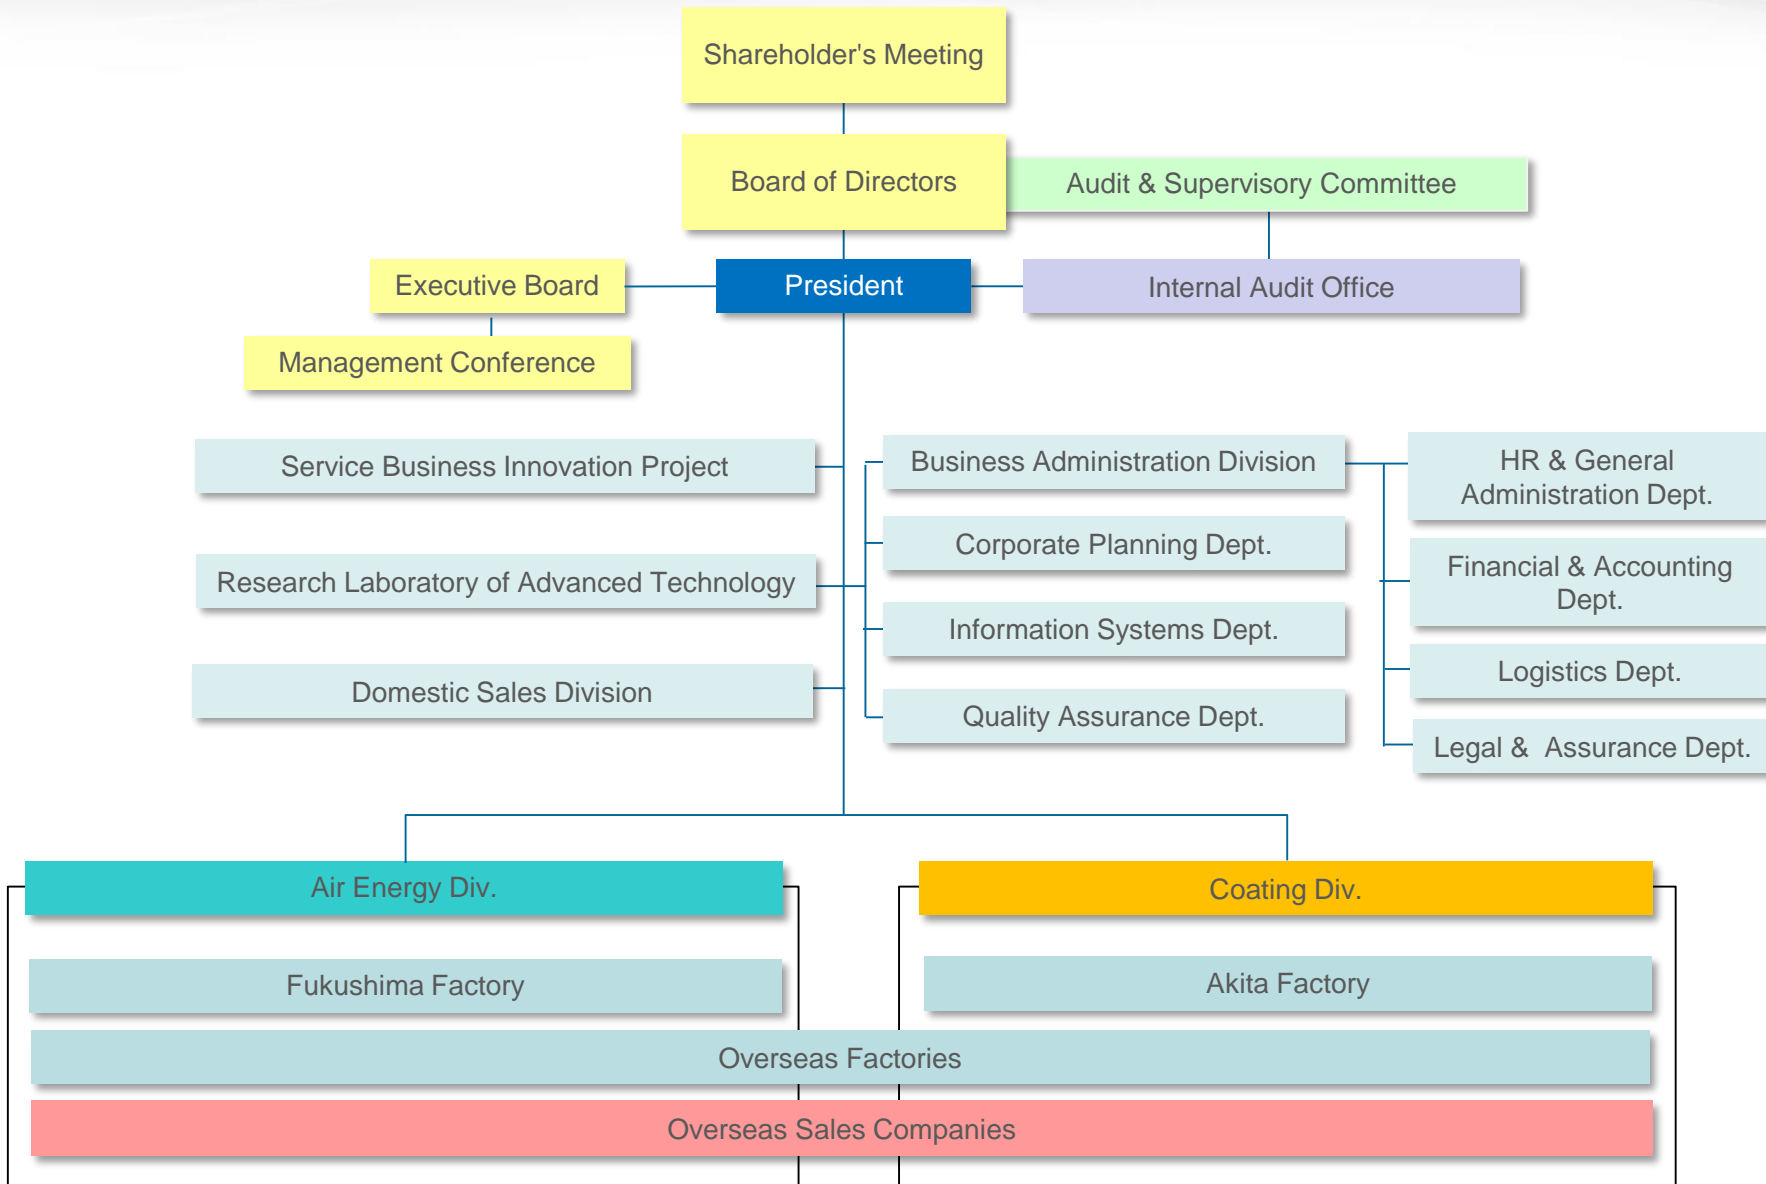 Shareholder's Meeting
Board of Directors
Audit & Supervisory Committee
Executive Board
President
Internal Audit Office
Management Conference
Service Business Innovation Project
Business Administration Division
HR & General
Administration Dept.
Corporate Planning Dept.
Research Laboratory of Advanced Technology
Financial & Accounting
Dept.
Information Systems Dept.
Domestic Sales Division
Logistics Dept.
Quality Assurance Dept.
Legal &  Assurance Dept.
Air Energy Div.
Coating Div.
Fukushima Factory
Akita Factory
Overseas Factories
Overseas Sales Companies